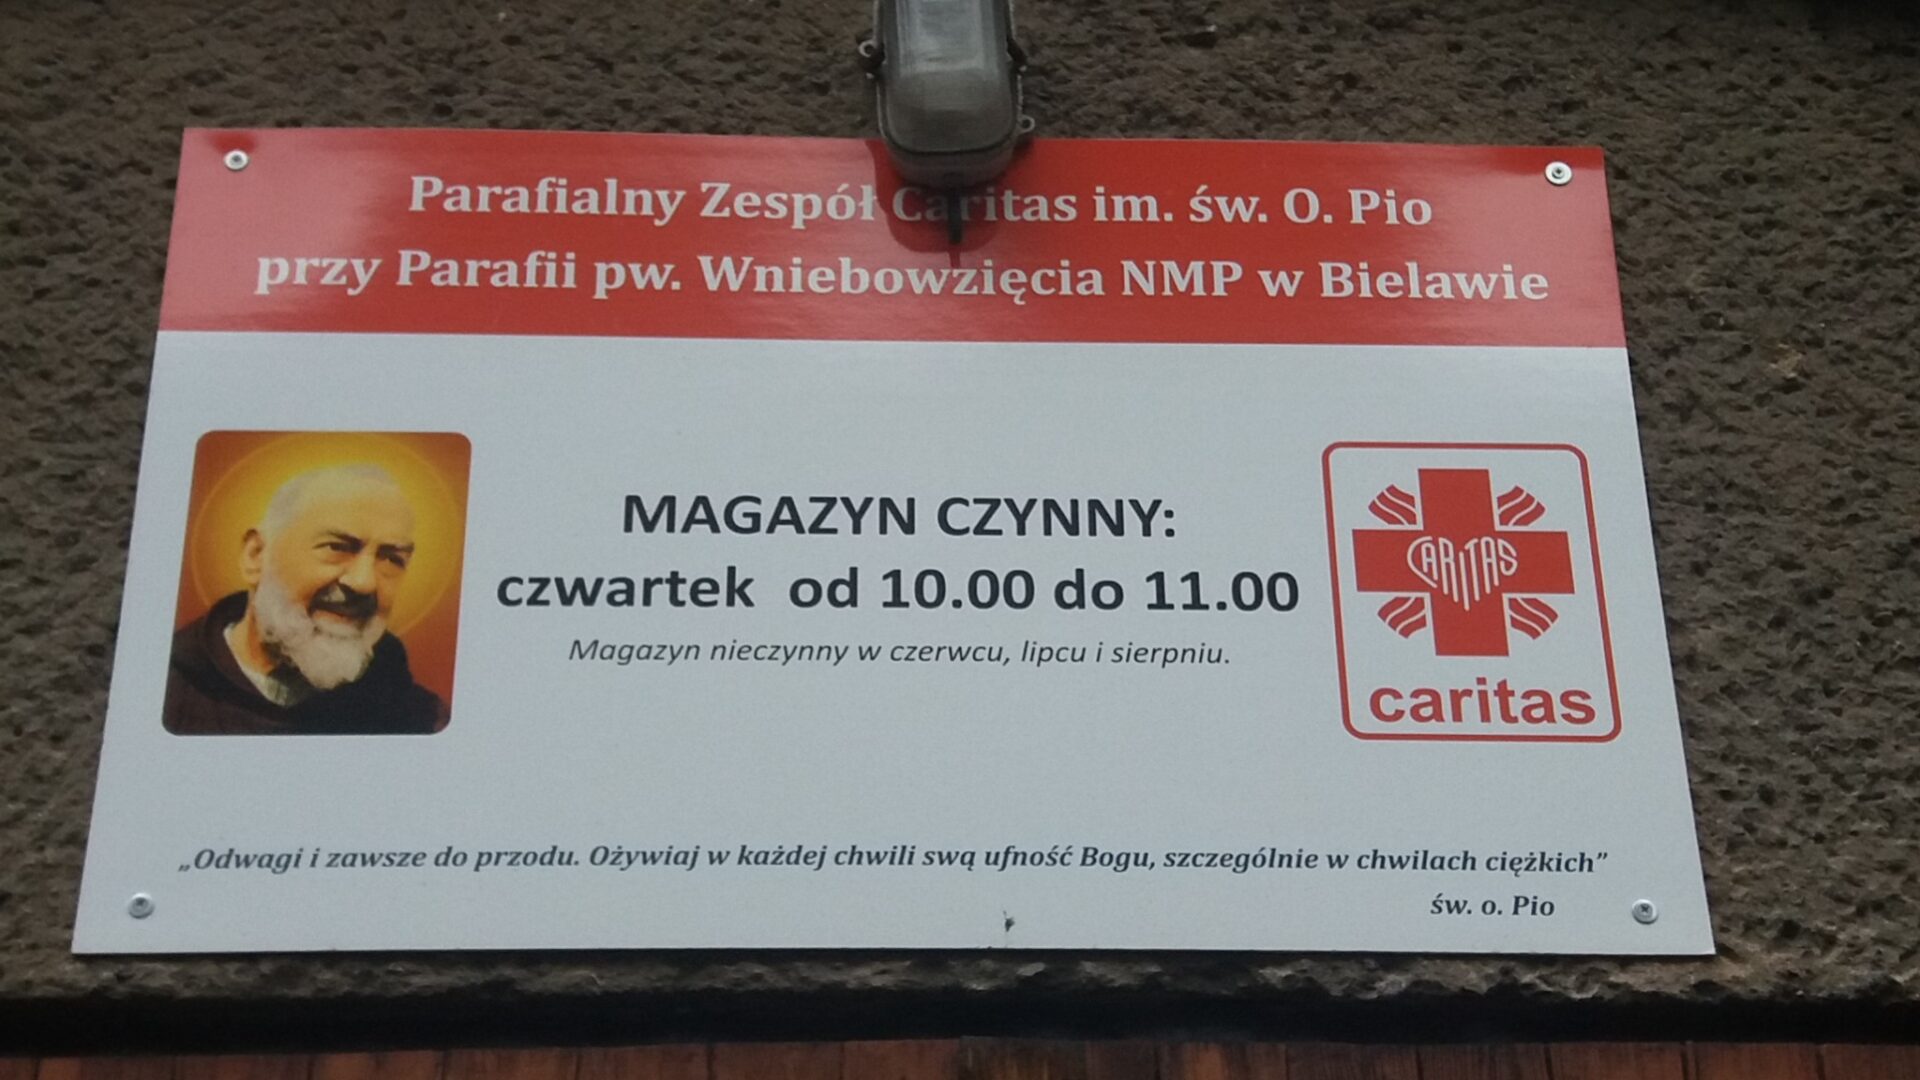 Parafialny Zespół Caritas im. św. O. Pio
przy Parafii pw. Wniebowzięcia NMP w Bielawie
MAGAZYN CZYNNY:
czwartek od 10.00 do 11.00
Magazyn nieczynny w czerwcu, lipcu i sierpniu.
CARITAS
caritas
„Odwagi i zawsze do przodu. Ożywiaj w każdej chwili swą ufność Bogu, szczególnie w chwilach ciężkich”
św. o. Pio